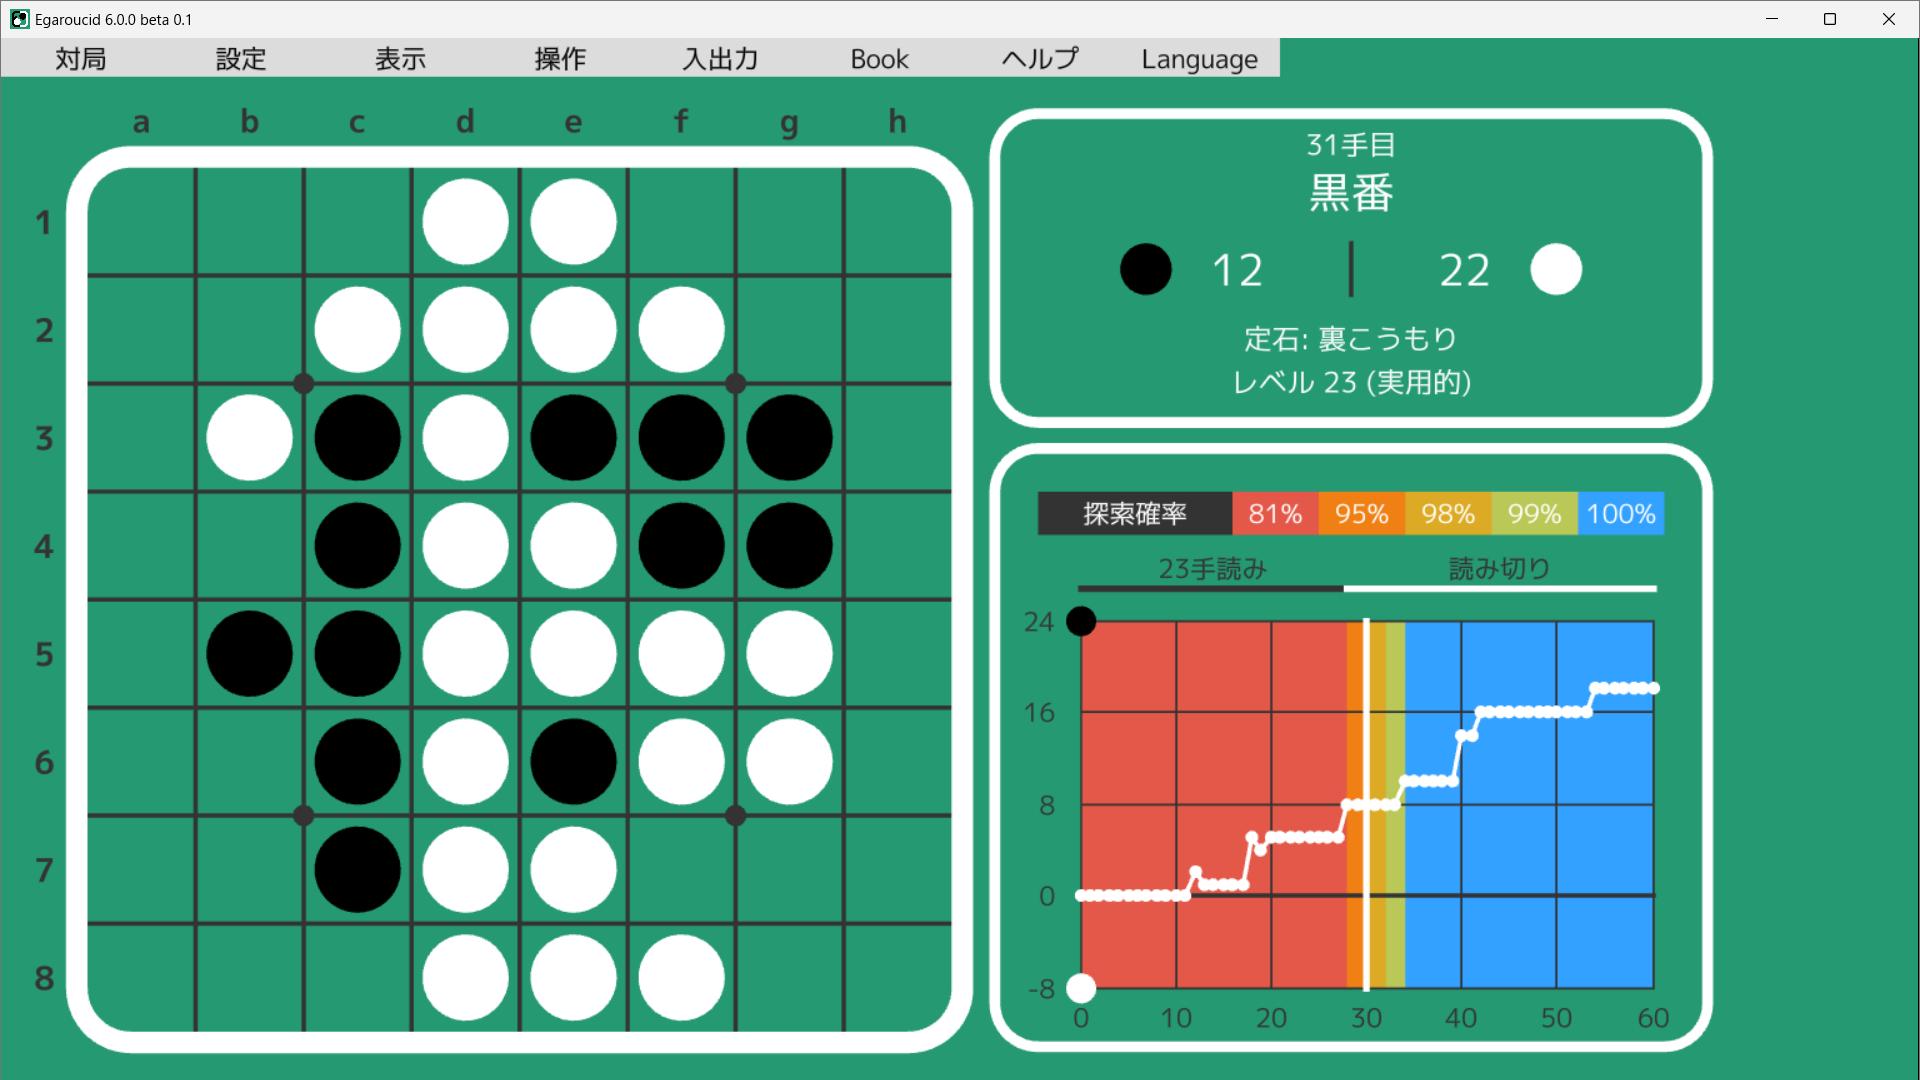 Egaroucid 6.0.0 beta 0.1
対局 設定 表示 操作 入出力 Book ヘルプ Language
a b c d e f g h
1
2
3
4
5
6
7
8
31手目
黒番
12 22
定石: 裏こうもり
レベル 23 (実用的)
探索確率 81% 95% 98% 99% 100%
23手読み 読み切り
24
16
8
0
-8
0 10 20 30 40 50 60